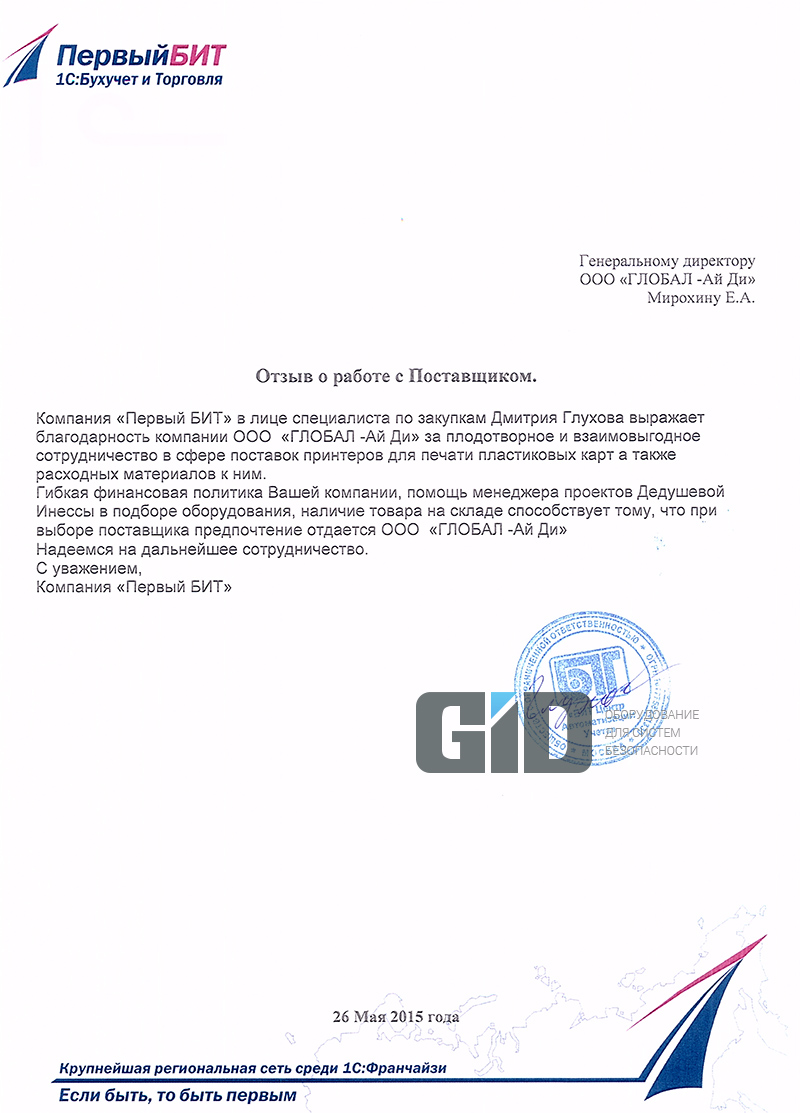 ПервыйБИТ
1С:Бухучет и Торговля
Генеральному директору
ООО «ГЛОБАЛ -Ай Ди»
Мирохину Е.А.
Отзыв о работе с Поставщиком.
Компания «Первый БИТ» в лице специалиста по закупкам Дмитрия Глухова выражает
благодарность компании ООО «ГЛОБАЛ -Ай Ди» за плодотворное и взаимовыгодное
сотрудничество в сфере поставок принтеров для печати пластиковых карт а также
расходных материалов к ним.
Гибкая финансовая политика Вашей компании, помощь менеджера проектов Дедушевой
Инессы в подборе оборудования, наличие товара на складе способствует тому, что при
выборе поставщика предпочтение отдается ООО «ГЛОБАЛ -Ай Ди»
Надеемся на дальнейшее сотрудничество.
С уважением,
Компания «Первый БИТ»
ОТВЕТСТВЕННОСТЬЮ
БИТ
Центр
GID
ОБОРУДОВАНИЕ
ДЛЯ СИСТЕМ
БЕЗОПАСНОСТИ
26 Мая 2015 года
Крупнейшая региональная сеть среди 1С:Франчайзи
Если быть, то быть первым